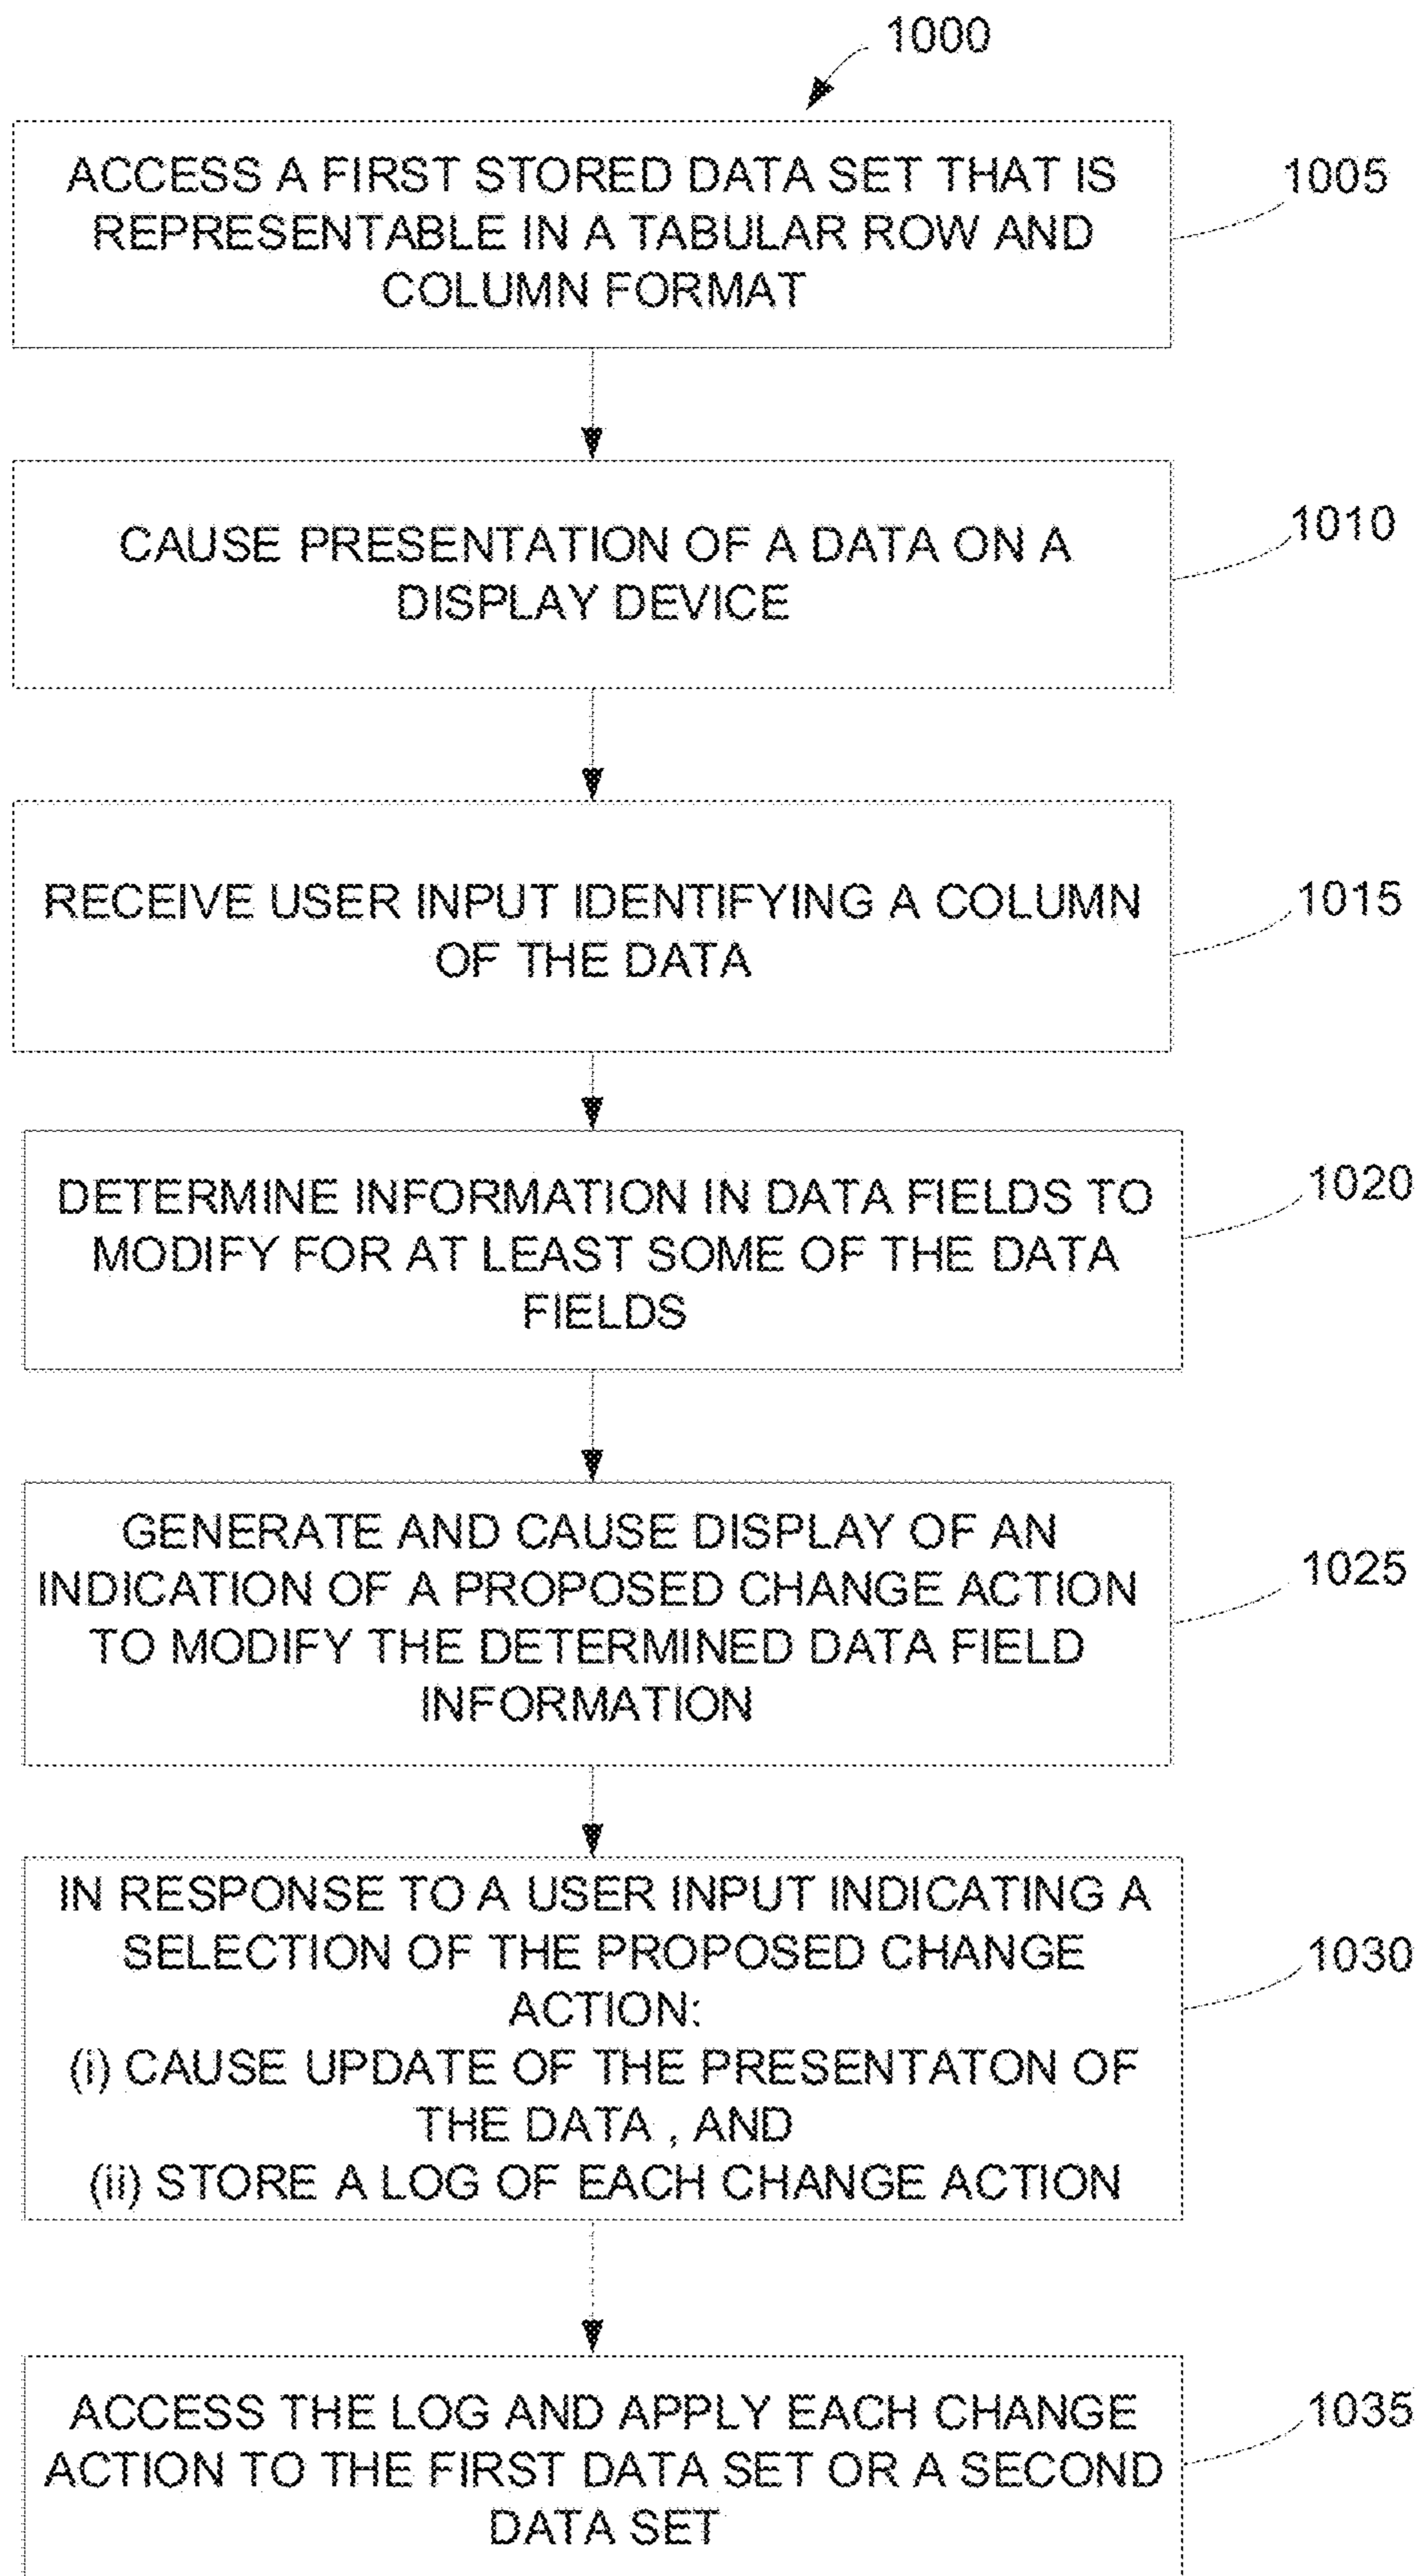 1000
ACCESS A FIRST STORED DATA SET THAT IS
REPRESENTABLE IN A TABULAR ROW AND
COLUMN FORMAT
1005
CAUSE PRESENTATION OF A DATA ON A
DISPLAY DEVICE
1010
RECEIVE USER INPUT IDENTIFYING A COLUMN
OF THE DATA
1015
DETERMINE INFORMATION IN DATA FIELDS TO
MODIFY FOR AT LEAST SOME OF THE DATA
FIELDS
1020
GENERATE AND CAUSE DISPLAY OF AN
INDICATION OF A PROPOSED CHANGE ACTION
TO MODIFY THE DETERMINED DATA FIELD
INFORMATION
1025
IN RESPONSE TO A USER INPUT INDICATING A
SELECTION OF THE PROPOSED CHANGE
ACTION:
(i) CAUSE UPDATE OF THE PRESENTATON OF
THE DATA , AND
(ii) STORE A LOG OF EACH CHANGE ACTION
1030
ACCESS THE LOG AND APPLY EACH CHANGE
ACTION TO THE FIRST DATA SET OR A SECOND
DATA SET
1035